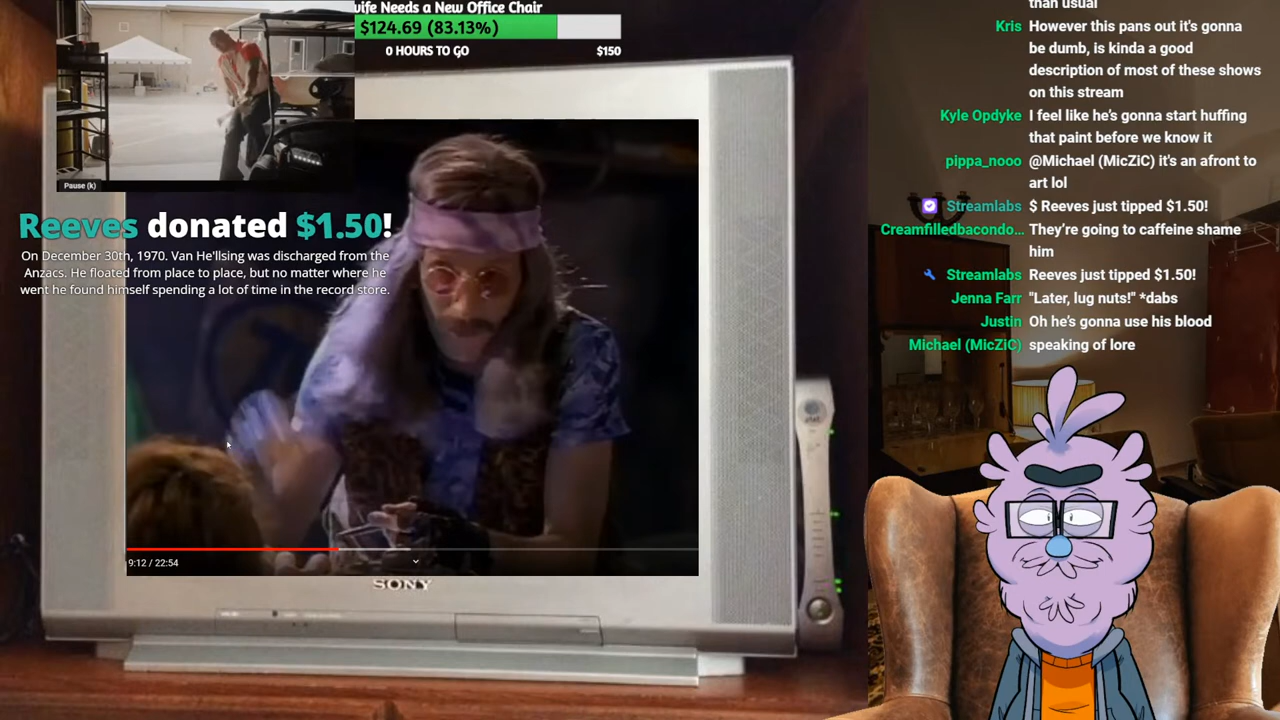 wife Needs a New Office Chair
$124.69 (83.13%)
0 HOURS TO GO
$150
Pause (k)
Reeves donated $1.50!
On December 30th, 1970. Van He'llsing was discharged from the
Anzacs. He floated from place to place, but no matter where he
went he found himself spending a lot of time in the record store.
9:12 / 22:54
SONY
than usual
Kris However this pans out it's gonna
be dumb, is kinda a good
description of most of these shows
on this stream
Kyle Opdyke I feel like he's gonna start huffing
that paint before we know it
pippa_nooo @Michael (MicZiC) it's an afront to
art lol
Streamlabs $ Reeves just tipped $1.50!
Creamfilledbacondo... They're going to caffeine shame
him
Streamlabs Reeves just tipped $1.50!
Jenna Farr "Later, lug nuts!" *dabs
Justin Oh he's gonna use his blood
Michael (MicZiC) speaking of lore